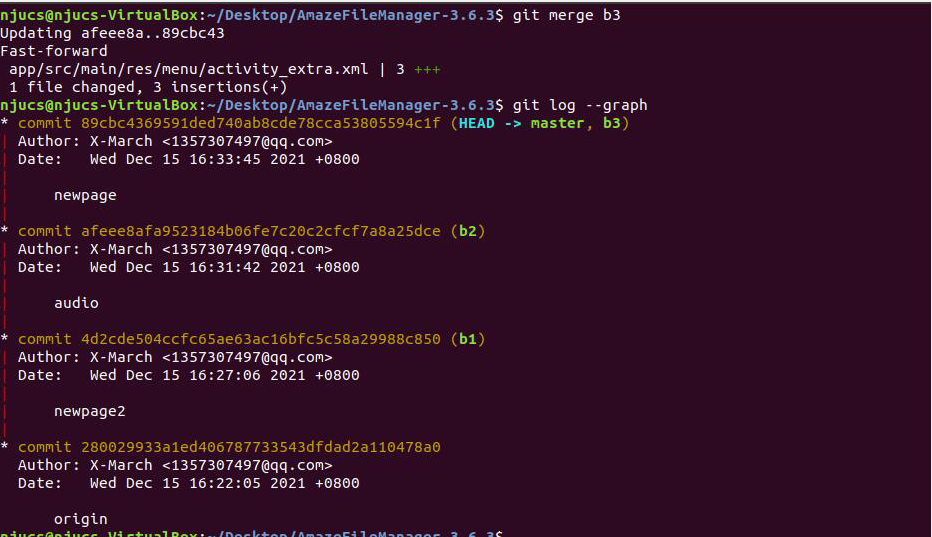 njucs@njucs-VirtualBox:~/Desktop/AmazeFileManager-3.6.3$ git merge b3
Updating afeee8a..89cbc43
Fast-forward
 app/src/main/res/menu/activity_extra.xml | 3 +++
 1 file changed, 3 insertions(+)
njucs@njucs-VirtualBox:~/Desktop/AmazeFileManager-3.6.3$ git log --graph
* commit 89cbc4369591ded740ab8cde78cca53805594c1f (HEAD -> master, b3)
| Author: X-March <1357307497@qq.com>
| Date:   Wed Dec 15 16:33:45 2021 +0800
|
|     newpage
|
* commit afeee8afa9523184b06fe7c20c2cfcf7a8a25dce (b2)
| Author: X-March <1357307497@qq.com>
| Date:   Wed Dec 15 16:31:42 2021 +0800
|
|     audio
|
* commit 4d2cde504ccfc65ae63ac16bfc5c58a29988c850 (b1)
| Author: X-March <1357307497@qq.com>
| Date:   Wed Dec 15 16:27:06 2021 +0800
|
|     newpage2
|
* commit 280029933a1ed406787733543dfdad2a110478a0
  Author: X-March <1357307497@qq.com>
  Date:   Wed Dec 15 16:22:05 2021 +0800

      origin
njucs@njucs-VirtualBox:~/Desktop/AmazeFileManager-3.6.3$